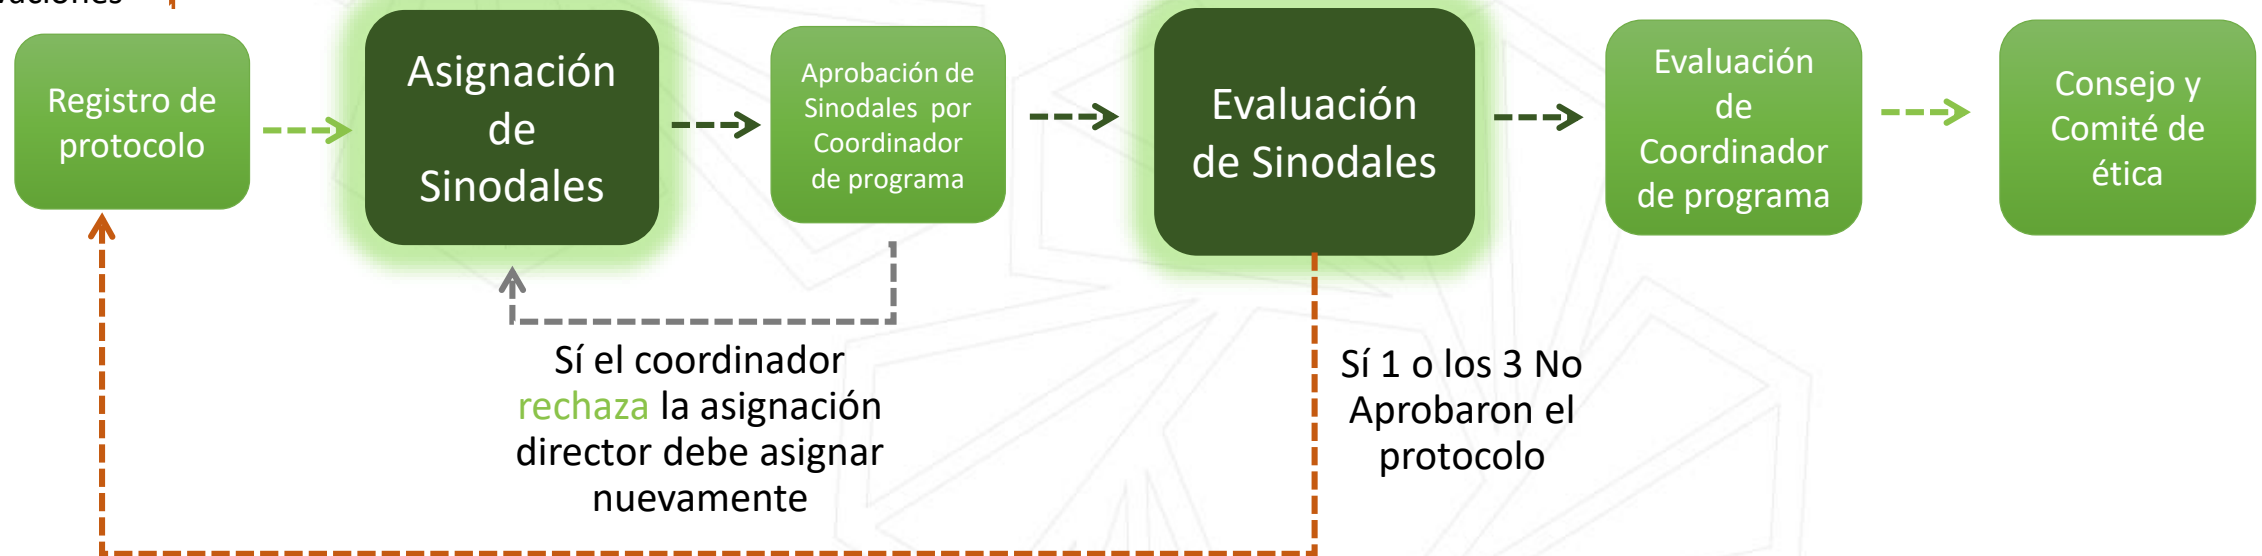 Registro de
protocolo
Asignación
de
Sinodales
Aprobación de
Sinodales por
Coordinador
de programa
Evaluación
de Sinodales
Evaluación
de
Coordinador
de programa
Consejo y
Comité de
ética
Sí el coordinador
rechaza la asignación
director debe asignar
nuevamente
Sí 1 o los 3 No
Aprobaron el
protocolo